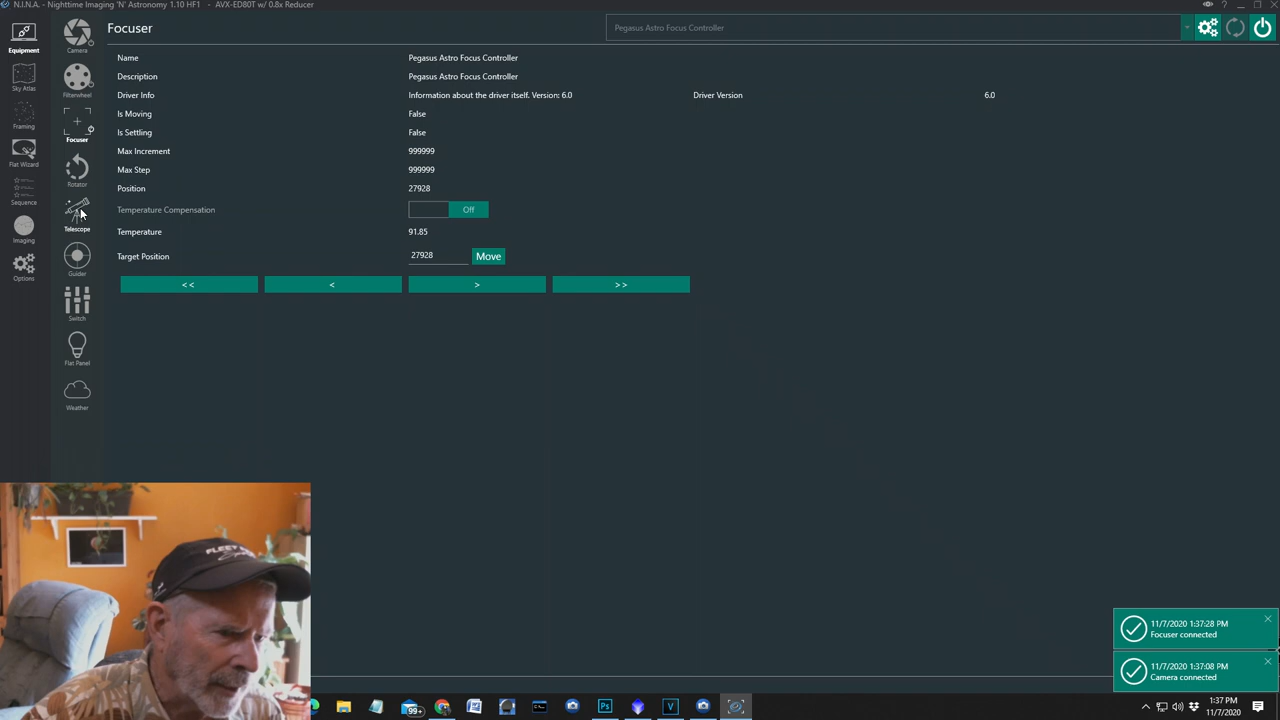 N.I.N.A. - Nighttime Imaging 'N' Astronomy 1.10 HF1 - AVX-ED80T w/ 0.8x Reducer
Equipment
Sky Atlas
Framing
Flat Wizard
Sequence
Imaging
Options
Camera
Filterwheel
Focuser
Rotator
Telescope
Guider
Switch
Flat Panel
Weather
Focuser
Pegasus Astro Focus Controller
Name Pegasus Astro Focus Controller
Description Pegasus Astro Focus Controller
Driver Info Information about the driver itself. Version: 6.0 Driver Version 6.0
Is Moving False
Is Settling False
Max Increment 999999
Max Step 999999
Position 27928
Temperature Compensation Off
Temperature 91.85
Target Position 27928 Move
<< < > >>
11/7/2020 1:37:28 PM
Focuser connected
11/7/2020 1:37:08 PM
Camera connected
FLEET
99+
Ps
W
V
1:37 PM
11/7/2020